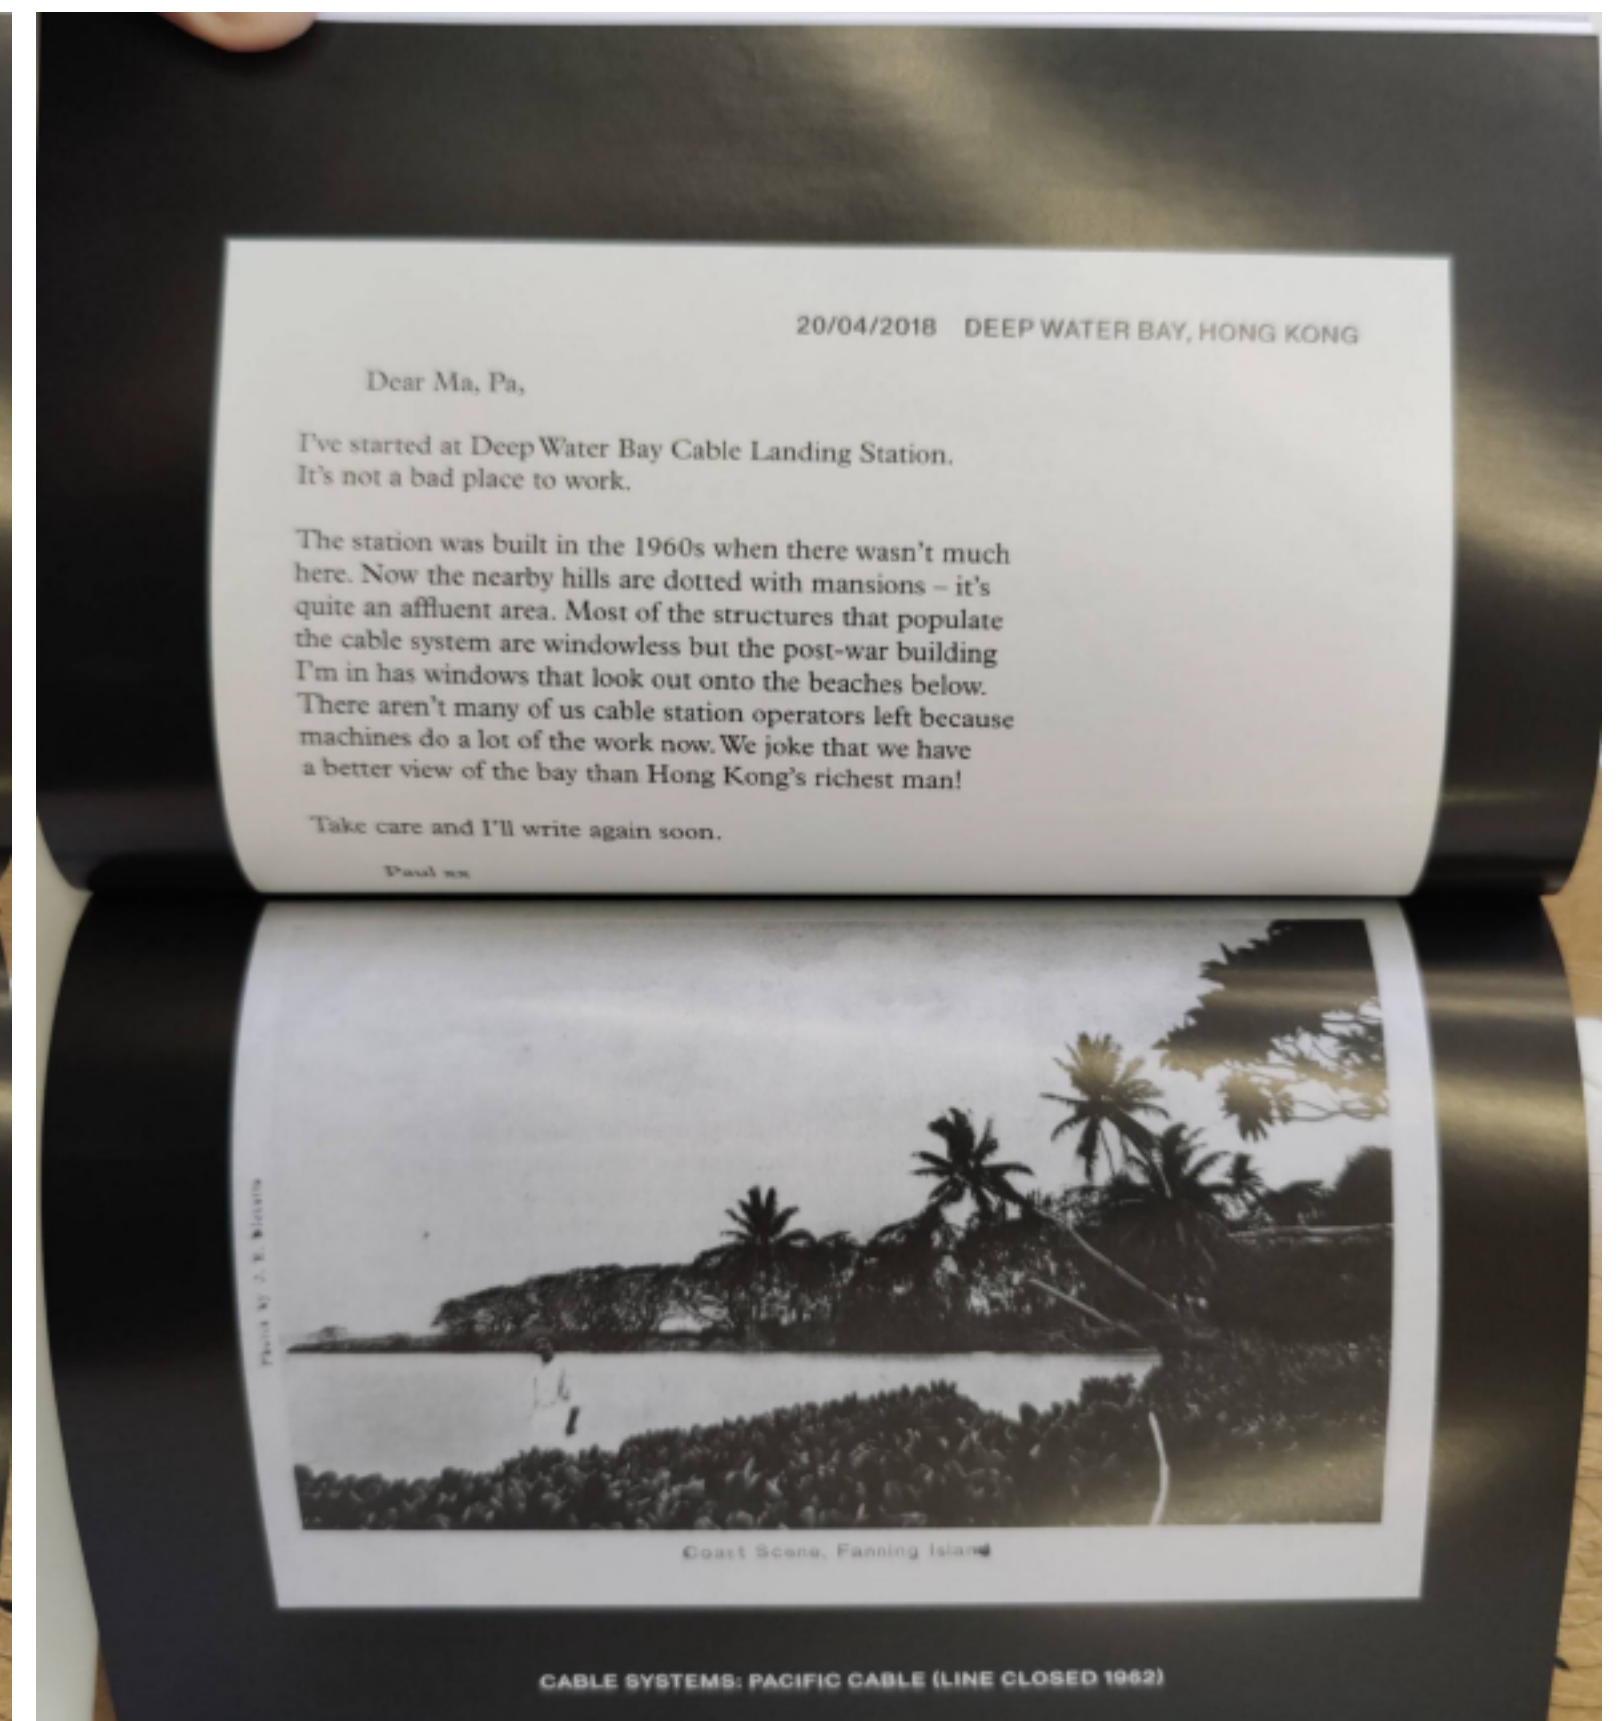 20/04/2018 DEEP WATER BAY, HONG KONG
Dear Ma, Pa,
I've started at Deep Water Bay Cable Landing Station.
It's not a bad place to work.
The station was built in the 1960s when there wasn't much
here. Now the nearby hills are dotted with mansions – it's
quite an affluent area. Most of the structures that populate
the cable system are windowless but the post-war building
I'm in has windows that look out onto the beaches below.
There aren't many of us cable station operators left because
machines do a lot of the work now. We joke that we have
a better view of the bay than Hong Kong's richest man!
Take care and I'll write again soon.
Paul xx
Photo by J. E.
Coast Scene, Fanning Island
CABLE SYSTEMS: PACIFIC CABLE (LINE CLOSED 1962)